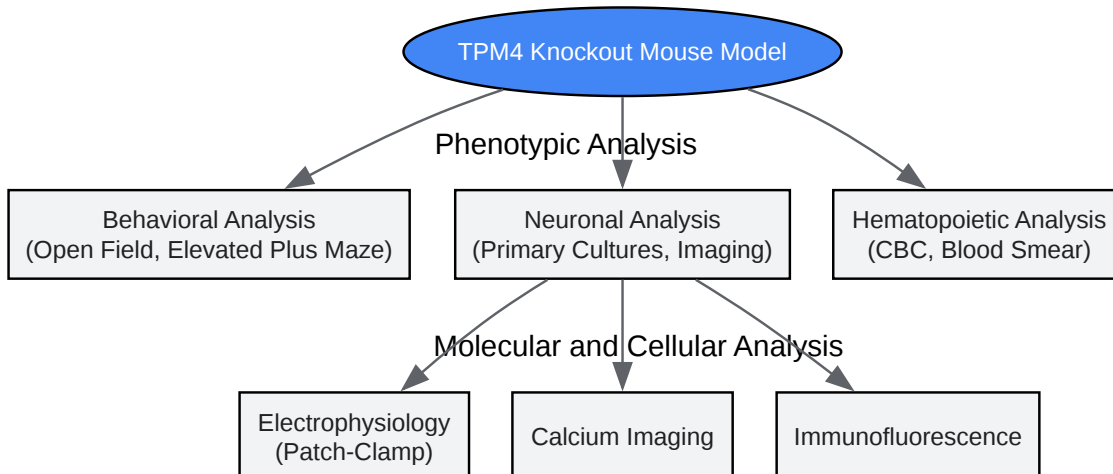 TPM4 Knockout Mouse Model
Phenotypic Analysis
Behavioral Analysis
(Open Field, Elevated Plus Maze)
Neuronal Analysis
(Primary Cultures, Imaging)
Hematopoietic Analysis
(CBC, Blood Smear)
Molecular and Cellular Analysis
Electrophysiology
(Patch-Clamp)
Calcium Imaging
Immunofluorescence